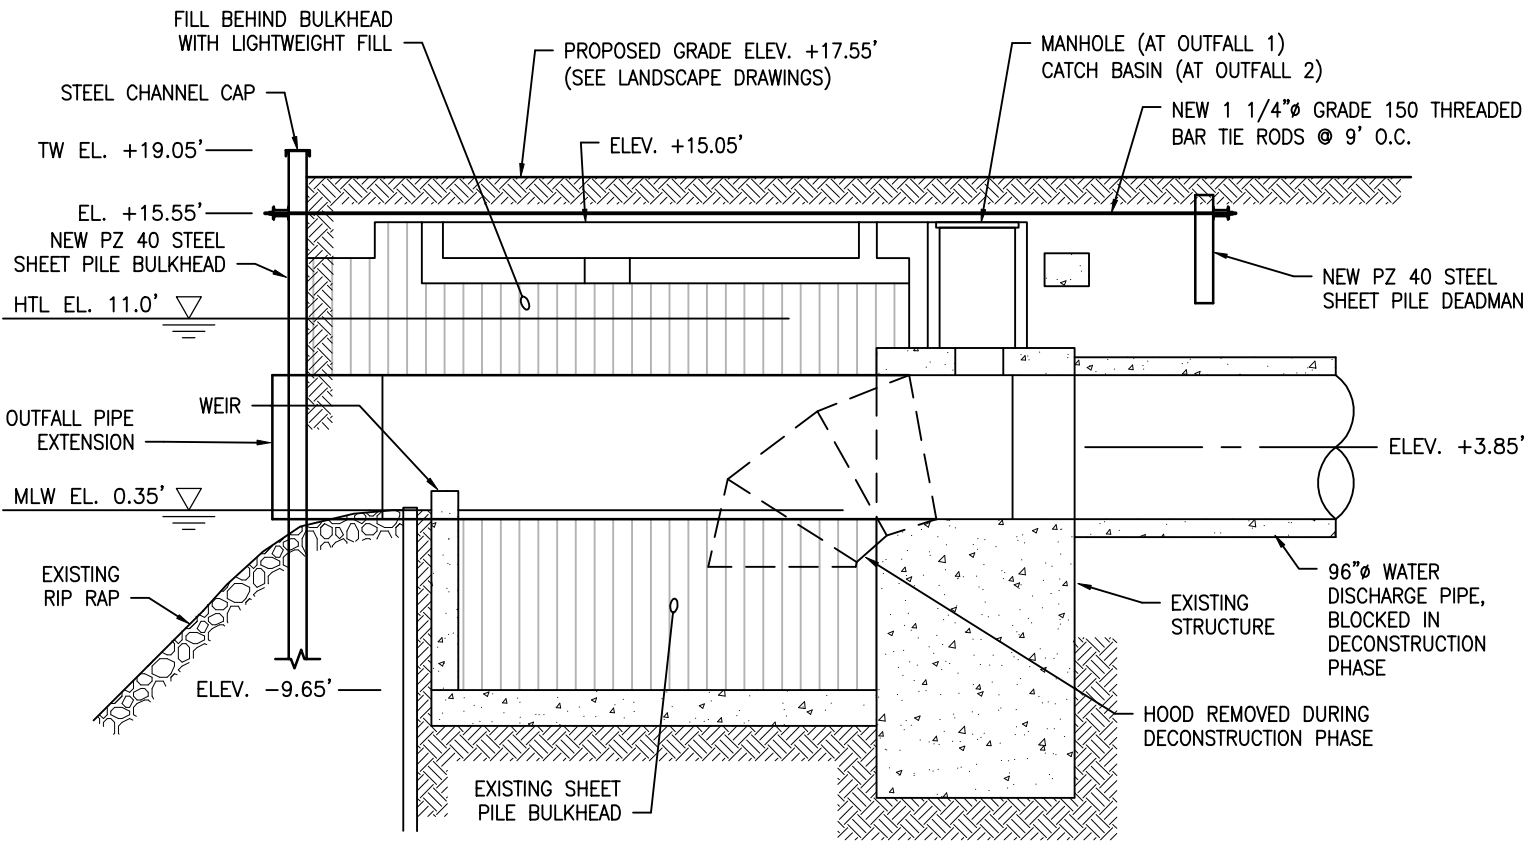 FILL BEHIND BULKHEAD
WITH LIGHTWEIGHT FILL
PROPOSED GRADE ELEV. +17.55'
(SEE LANDSCAPE DRAWINGS)
MANHOLE (AT OUTFALL 1)
CATCH BASIN (AT OUTFALL 2)
STEEL CHANNEL CAP
NEW 1 1/4"ø GRADE 150 THREADED
BAR TIE RODS @ 9' O.C.
TW EL. +19.05'
ELEV. +15.05'
EL. +15.55'
NEW PZ 40 STEEL
SHEET PILE BULKHEAD
NEW PZ 40 STEEL
SHEET PILE DEADMAN
HTL EL. 11.0'
WEIR
OUTFALL PIPE
EXTENSION
ELEV. +3.85'
MLW EL. 0.35'
EXISTING
RIP RAP
96"ø WATER
DISCHARGE PIPE,
BLOCKED IN
DECONSTRUCTION
PHASE
EXISTING
STRUCTURE
ELEV. -9.65'
HOOD REMOVED DURING
DECONSTRUCTION PHASE
EXISTING SHEET
PILE BULKHEAD